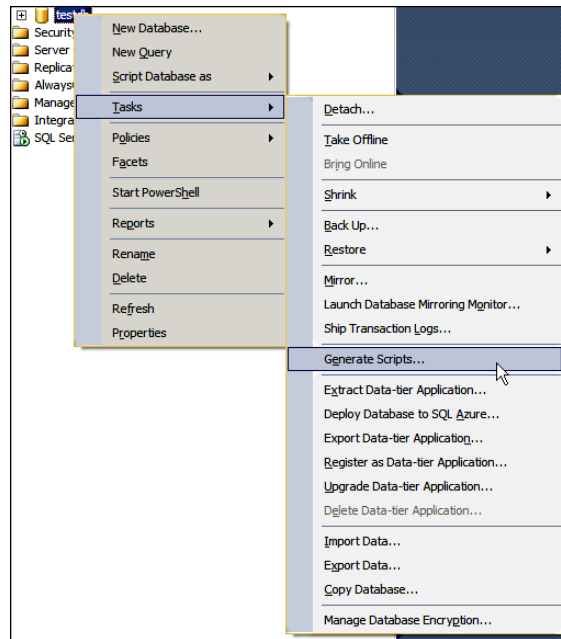 testdb
Security
Server
Replica
Always
Manage
Integra
SQL Se
New Database...
New Query
Script Database as
Tasks
Policies
Facets
Start PowerShell
Reports
Rename
Delete
Refresh
Properties
Detach...
Take Offline
Bring Online
Shrink
Back Up...
Restore
Mirror...
Launch Database Mirroring Monitor...
Ship Transaction Logs...
Generate Scripts...
Extract Data-tier Application...
Deploy Database to SQL Azure...
Export Data-tier Application...
Register as Data-tier Application...
Upgrade Data-tier Application...
Delete Data-tier Application...
Import Data...
Export Data...
Copy Database...
Manage Database Encryption...